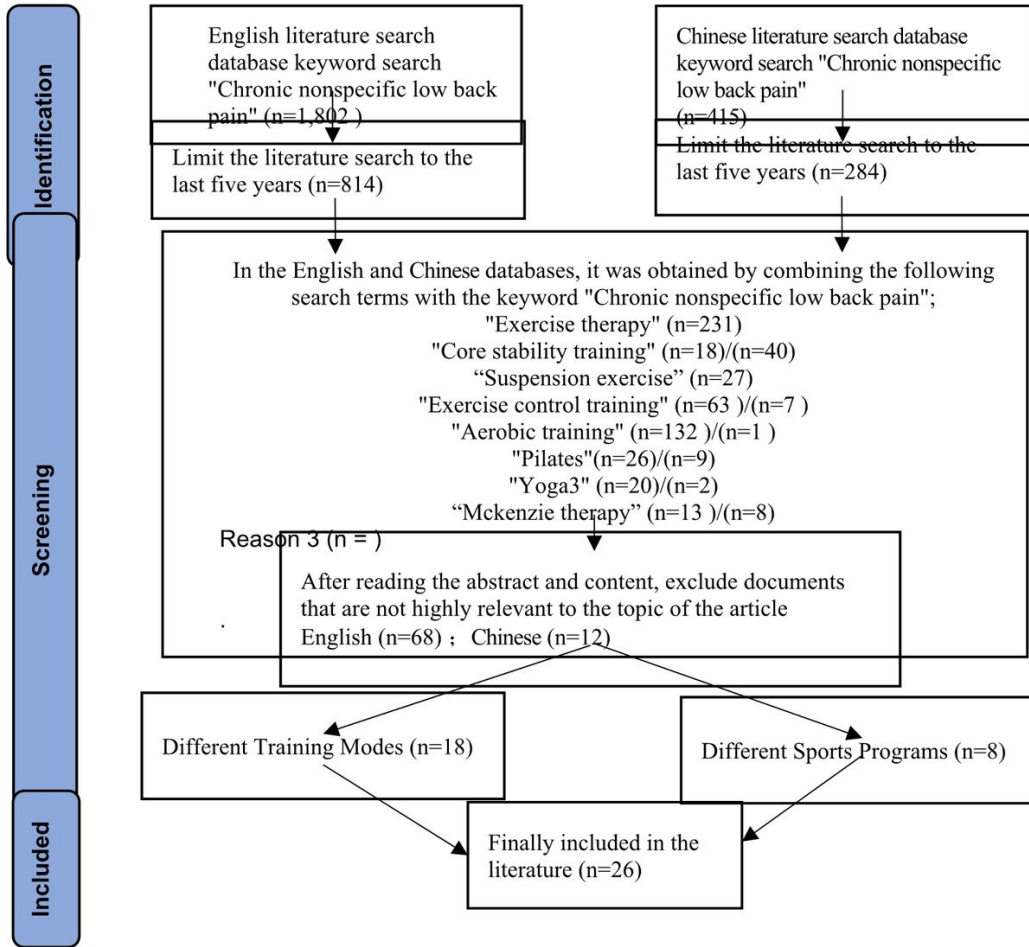 Identification
English literature search
database keyword search
"Chronic nonspecific low back
pain" (n=1,802 )
Chinese literature search database
keyword search "Chronic nonspecific
low back pain"
(n=415)
Limit the literature search to the
last five years (n=814)
Limit the literature search to the
last five years (n=284)
Screening
In the English and Chinese databases, it was obtained by combining the following
search terms with the keyword "Chronic nonspecific low back pain";
"Exercise therapy" (n=231)
"Core stability training" (n=18)/(n=40)
“Suspension exercise” (n=27)
"Exercise control training" (n=63 )/(n=7 )
"Aerobic training" (n=132 )/(n=1 )
"Pilates"(n=26)/(n=9)
"Yoga3" (n=20)/(n=2)
“Mckenzie therapy” (n=13 )/(n=8)
Reason 3 (n = )
After reading the abstract and content, exclude documents
that are not highly relevant to the topic of the article
.
English (n=68) ；Chinese (n=12)
Different Training Modes (n=18)
Different Sports Programs (n=8)
Included
Finally included in the
literature (n=26)